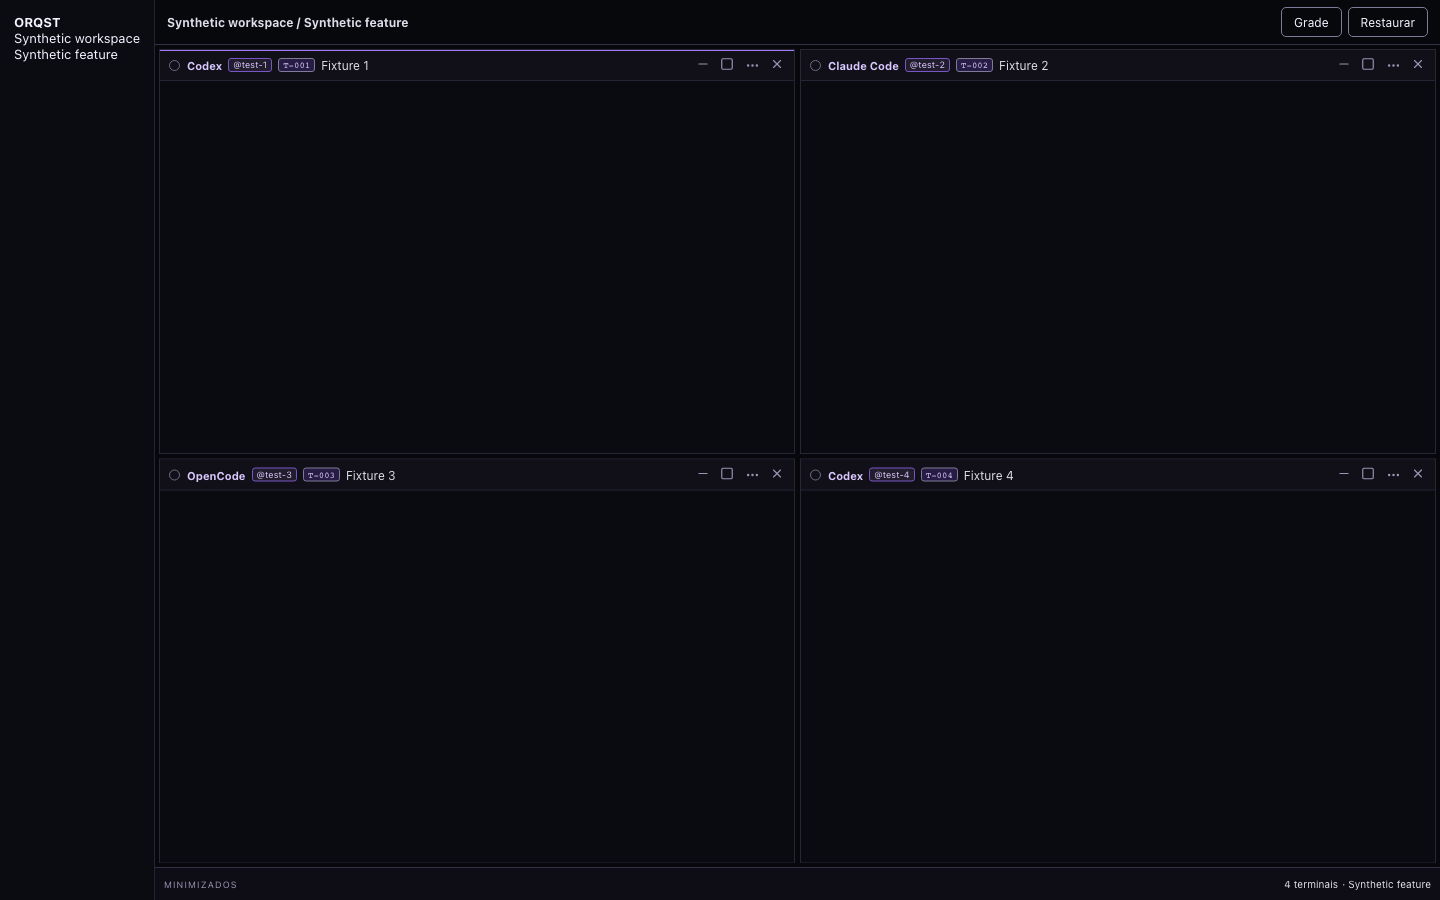 ORQST
Synthetic workspace
Synthetic feature
Synthetic workspace / Synthetic feature
Grade
Restaurar
Codex @test-1 T-001 Fixture 1
Claude Code @test-2 T-002 Fixture 2
OpenCode @test-3 T-003 Fixture 3
Codex @test-4 T-004 Fixture 4
MINIMIZADOS
4 terminais · Synthetic feature